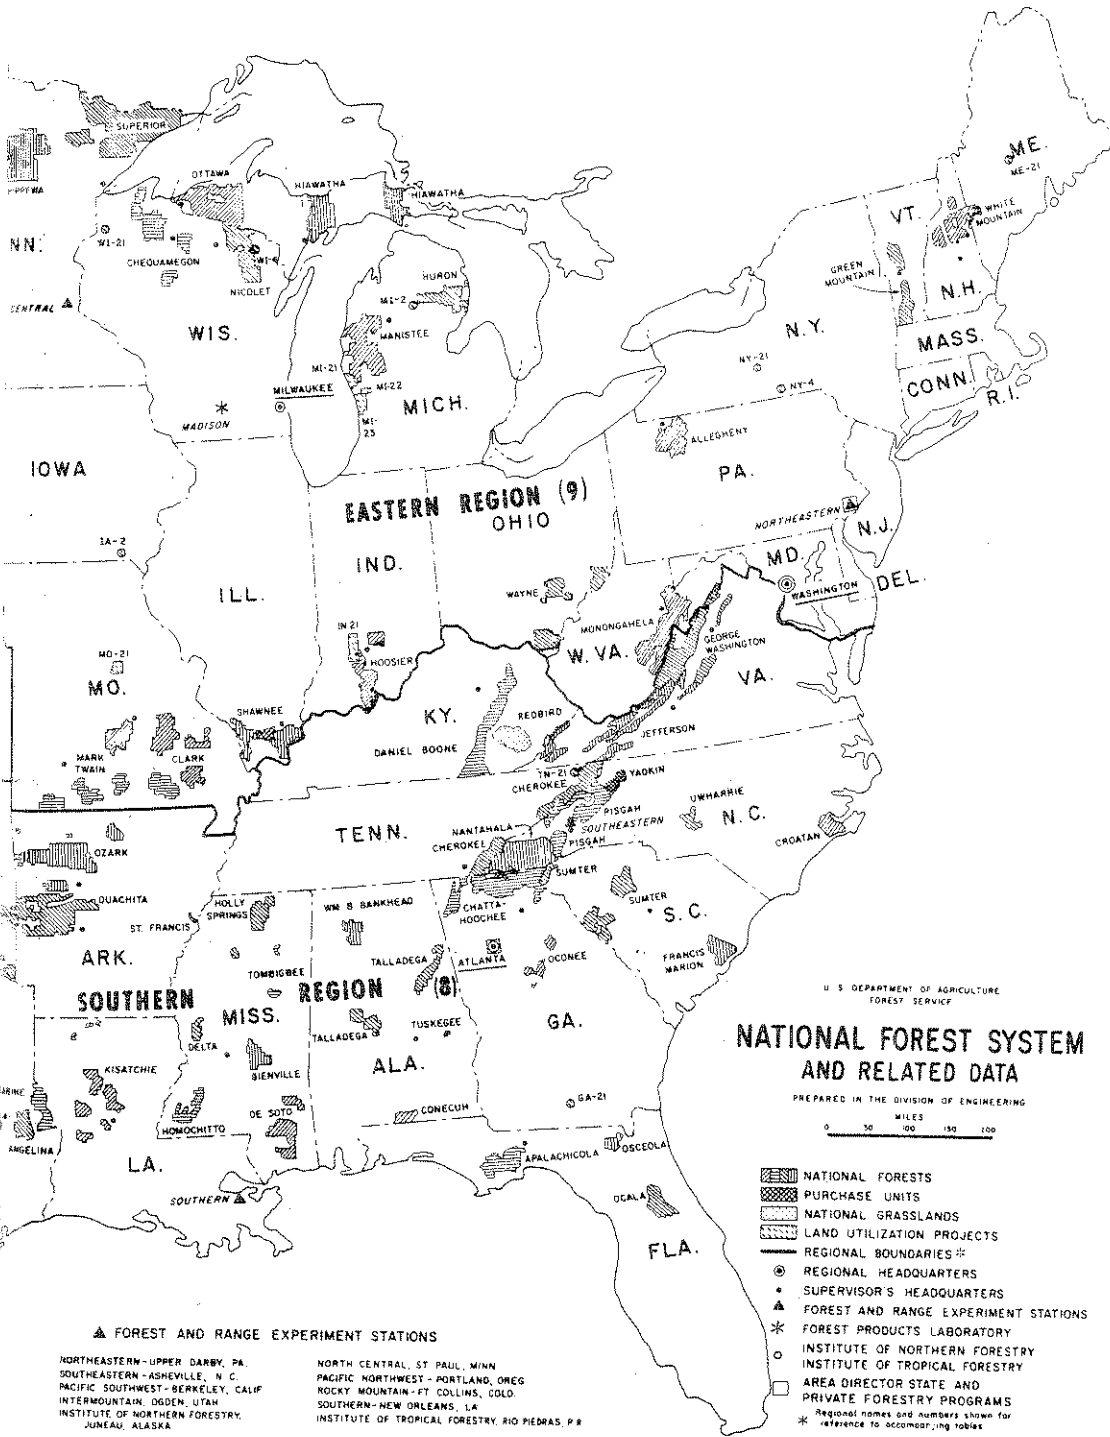 SUPERIOR
OTTAWA
HIAWATHA
HIAWATHA
ME.
ME-21
VT.
WHITE
MOUNTAIN
WI-21
NN.
CHEQUAMEGON
NICOLET
HURON
MI-2
GREEN
MOUNTAIN
N.H.
CENTRAL
WIS.
MANISTEE
N.Y.
MASS.
MI-21
MILWAUKEE
MI-22
MICH.
NY-21
NY-4
CONN.
R.I.
MADISON
MI-
23
ALLEGHENY
IOWA
PA.
EASTERN REGION (9)
OHIO
NORTHEASTERN
N.J.
IA-2
IND.
MD.
DEL.
ILL.
WAYNE
WASHINGTON
IN 21
MONONGAHELA
GEORGE
WASHINGTON
HOOSIER
W. VA.
MO-21
MO.
VA.
SHAWNEE
KY.
REDBIRD
JEFFERSON
DANIEL BOONE
MARK
TWAIN
CLARK
TN-21
CHEROKEE
YADKIN
UWHARRIE
PISGAH
N.C.
TENN.
NANTAHALA
SOUTHEASTERN
CHEROKEE
PISGAH
CROATAN
OZARK
SUMTER
OUACHITA
HOLLY
SPRINGS
WM B BANKHEAD
CHATTA-
HOOCHEE
SUMTER
S.C.
ST. FRANCIS
ARK.
TOMBIGBEE
TALLADEGA
ATLANTA
OCONEE
FRANCIS
MARION
SOUTHERN REGION (8)
MISS.
GA.
DELTA
TALLADEGA
TUSKEGEE
KISATCHIE
BIENVILLE
ALA.
DE SOTO
CONECUH
GA-21
HOMOCHITTO
ANGELINA
LA.
APALACHICOLA
OSCEOLA
SOUTHERN
OCALA
FLA.
U S DEPARTMENT OF AGRICULTURE
FOREST SERVICE
NATIONAL FOREST SYSTEM
AND RELATED DATA
PREPARED IN THE DIVISION OF ENGINEERING
MILES
0 50 100 150 200
NATIONAL FORESTS
PURCHASE UNITS
NATIONAL GRASSLANDS
LAND UTILIZATION PROJECTS
REGIONAL BOUNDARIES *
REGIONAL HEADQUARTERS
SUPERVISOR'S HEADQUARTERS
FOREST AND RANGE EXPERIMENT STATIONS
FOREST PRODUCTS LABORATORY
INSTITUTE OF NORTHERN FORESTRY
INSTITUTE OF TROPICAL FORESTRY
AREA DIRECTOR STATE AND
PRIVATE FORESTRY PROGRAMS
* Regional names and numbers shown for
reference to accompanying tables
FOREST AND RANGE EXPERIMENT STATIONS
NORTHEASTERN-UPPER DARBY, PA.
SOUTHEASTERN-ASHEVILLE, N C.
PACIFIC SOUTHWEST-BERKELEY, CALIF
INTERMOUNTAIN, OGDEN, UTAH
INSTITUTE OF NORTHERN FORESTRY,
JUNEAU, ALASKA
NORTH CENTRAL, ST PAUL, MINN
PACIFIC NORTHWEST-PORTLAND, OREG
ROCKY MOUNTAIN-FT COLLINS, COLO.
SOUTHERN-NEW ORLEANS, LA
INSTITUTE OF TROPICAL FORESTRY, RIO PIEDRAS, P R